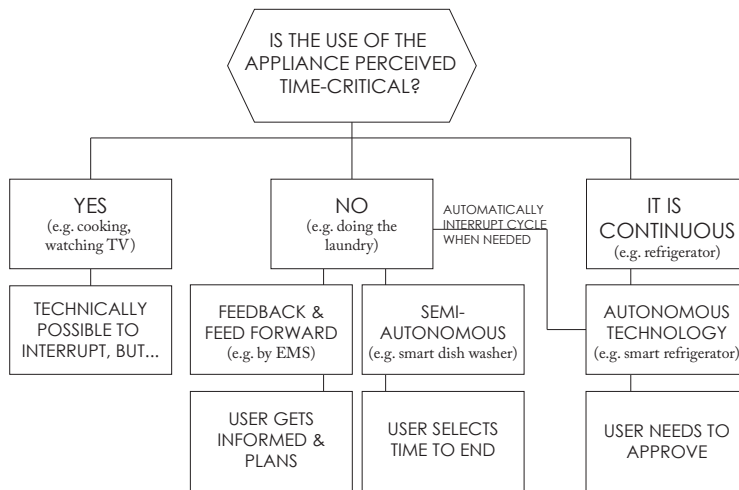 IS THE USE OF THE
APPLIANCE PERCEIVED
TIME-CRITICAL?
YES
(e.g. cooking,
watching TV)
NO
(e.g. doing the
laundry)
AUTOMATICALLY
INTERRUPT CYCLE
WHEN NEEDED
IT IS
CONTINUOUS
(e.g. refrigerator)
TECHNICALLY
POSSIBLE TO
INTERRUPT, BUT...
FEEDBACK &
FEED FORWARD
(e.g. by EMS)
SEMI-
AUTONOMOUS
(e.g. smart dish washer)
AUTONOMOUS
TECHNOLOGY
(e.g. smart refrigerator)
USER GETS
INFORMED &
PLANS
USER SELECTS
TIME TO END
USER NEEDS TO
APPROVE